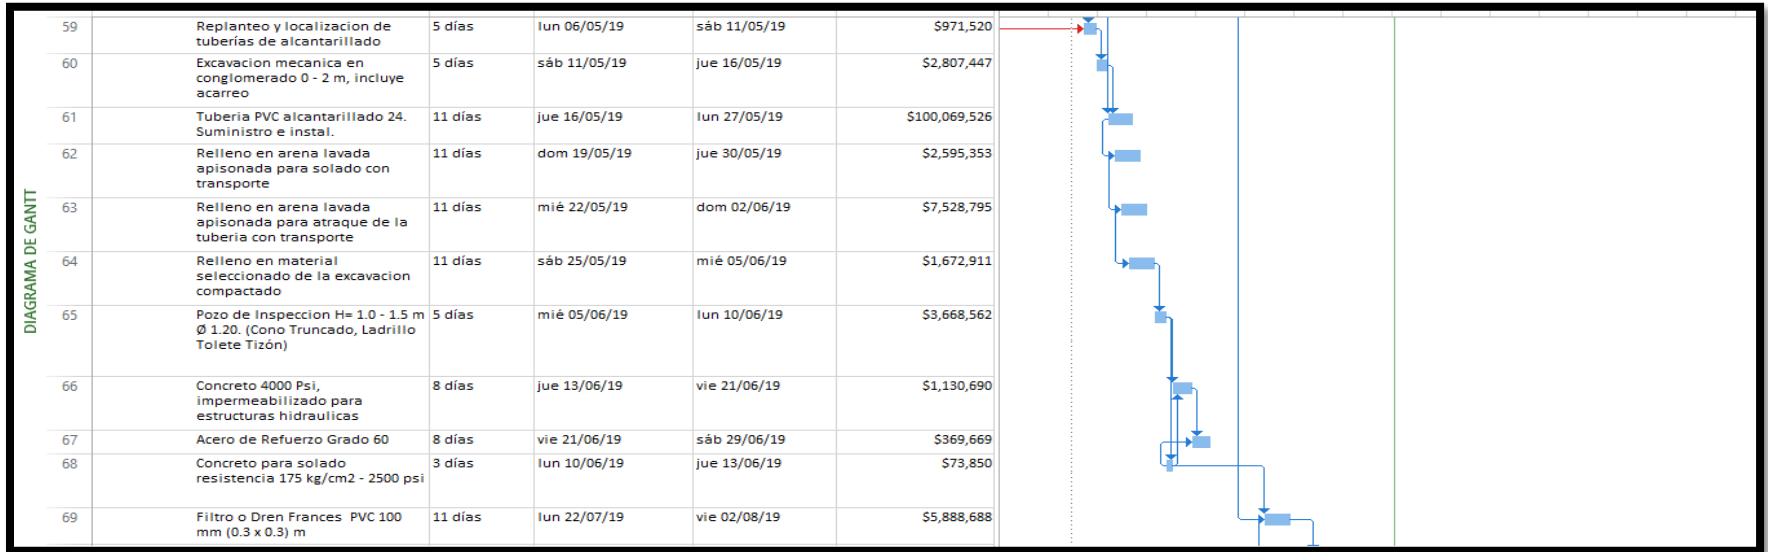 DIAGRAMA DE GANTT
59 Replanteo y localizacion de 5 días lun 06/05/19 sáb 11/05/19 $971,520
tuberías de alcantarillado
60 Excavacion mecanica en 5 días sáb 11/05/19 jue 16/05/19 $2,807,447
conglomerado 0 - 2 m, incluye
acarreo
61 Tuberia PVC alcantarillado 24. 11 días jue 16/05/19 lun 27/05/19 $100,069,526
Suministro e instal.
62 Relleno en arena lavada 11 días dom 19/05/19 jue 30/05/19 $2,595,353
apisonada para solado con
transporte
63 Relleno en arena lavada 11 días mié 22/05/19 dom 02/06/19 $7,528,795
apisonada para atraque de la
tuberia con transporte
64 Relleno en material 11 días sáb 25/05/19 mié 05/06/19 $1,672,911
seleccionado de la excavacion
compactado
65 Pozo de Inspeccion H= 1.0 - 1.5 m 5 días mié 05/06/19 lun 10/06/19 $3,668,562
Ø 1.20. (Cono Truncado, Ladrillo
Tolete Tizón)
66 Concreto 4000 Psi, 8 días jue 13/06/19 vie 21/06/19 $1,130,690
impermeabilizado para
estructuras hidraulicas
67 Acero de Refuerzo Grado 60 8 días vie 21/06/19 sáb 29/06/19 $369,669
68 Concreto para solado 3 días lun 10/06/19 jue 13/06/19 $73,850
resistencia 175 kg/cm2 - 2500 psi
69 Filtro o Dren Frances PVC 100 11 días lun 22/07/19 vie 02/08/19 $5,888,688
mm (0.3 x 0.3) m